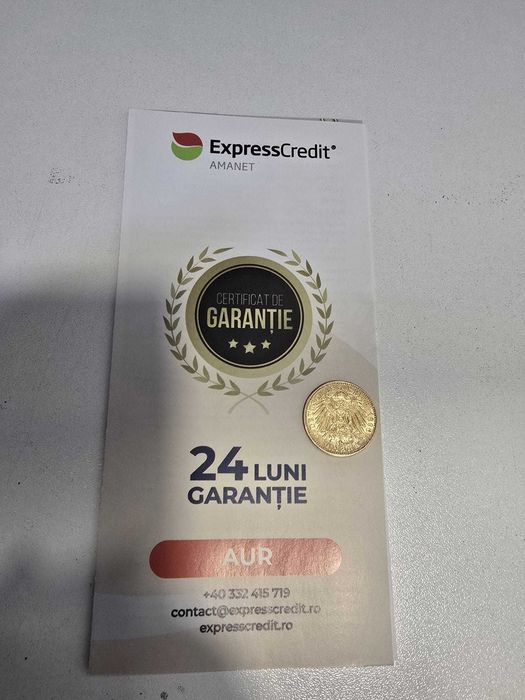 ExpressCredit®
AMANET
CERTIFICAT DE
GARANȚIE
24 LUNI
GARANȚIE
AUR
+40 332 415 719
contact@expresscredit.ro
expresscredit.ro